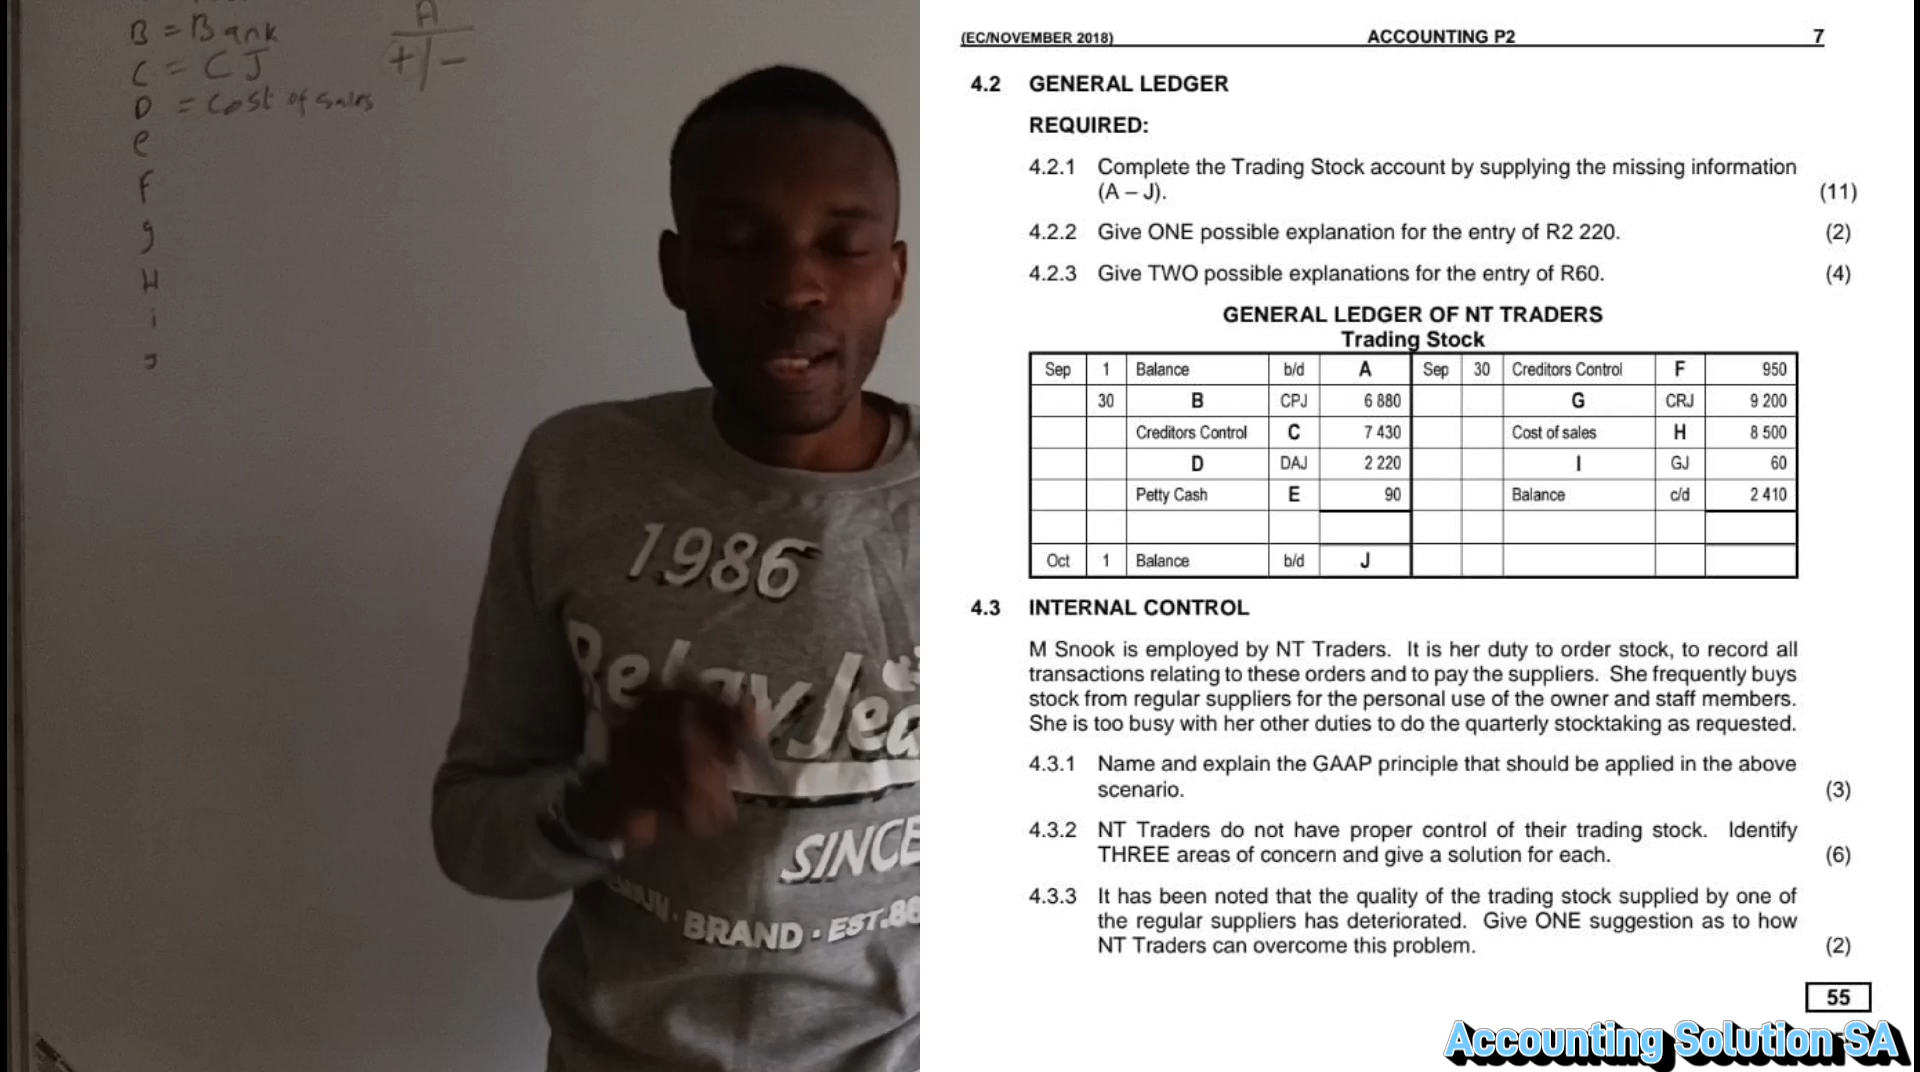 B = Bank
C = CJ
D = Cost of sales
e
F
g
H
i
J
A
+/-
1986
SINCE
BRAND · EST.86
(EC/NOVEMBER 2018) ACCOUNTING P2 7
4.2 GENERAL LEDGER
REQUIRED:
4.2.1 Complete the Trading Stock account by supplying the missing information
(A – J). (11)
4.2.2 Give ONE possible explanation for the entry of R2 220. (2)
4.2.3 Give TWO possible explanations for the entry of R60. (4)
GENERAL LEDGER OF NT TRADERS
Trading Stock
Sep 1 Balance b/d A Sep 30 Creditors Control F 950
30 B CPJ 6 880 G CRJ 9 200
Creditors Control C 7 430 Cost of sales H 8 500
D DAJ 2 220 I GJ 60
Petty Cash E 90 Balance c/d 2 410
Oct 1 Balance b/d J
4.3 INTERNAL CONTROL
M Snook is employed by NT Traders. It is her duty to order stock, to record all
transactions relating to these orders and to pay the suppliers. She frequently buys
stock from regular suppliers for the personal use of the owner and staff members.
She is too busy with her other duties to do the quarterly stocktaking as requested.
4.3.1 Name and explain the GAAP principle that should be applied in the above
scenario. (3)
4.3.2 NT Traders do not have proper control of their trading stock. Identify
THREE areas of concern and give a solution for each. (6)
4.3.3 It has been noted that the quality of the trading stock supplied by one of
the regular suppliers has deteriorated. Give ONE suggestion as to how
NT Traders can overcome this problem. (2)
55
Accounting Solution SA